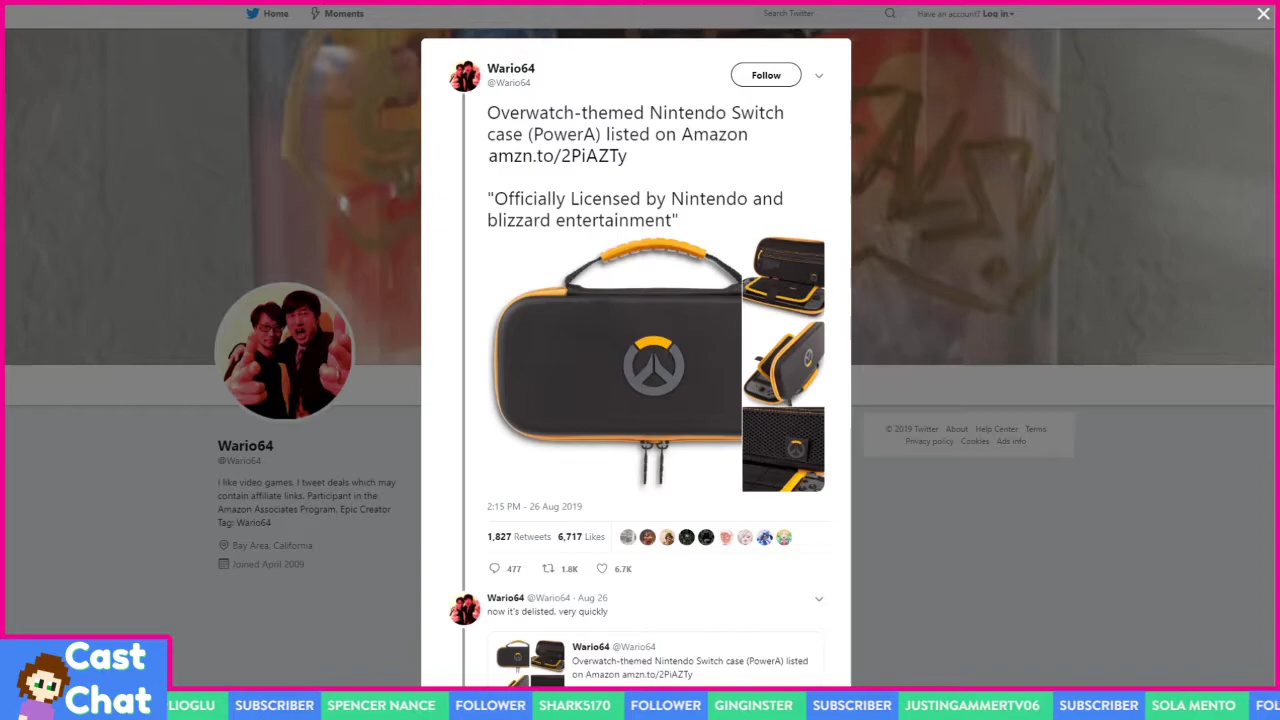 Home
Moments
Search Twitter
Have an account? Log in
Wario64
@Wario64
Follow
Overwatch-themed Nintendo Switch
case (PowerA) listed on Amazon
amzn.to/2PiAZTy
"Officially Licensed by Nintendo and
blizzard entertainment"
2:15 PM - 26 Aug 2019
1,827 Retweets 6,717 Likes
477 1.8K 6.7K
Wario64 @Wario64 · Aug 26
now it's delisted, very quickly
Wario64 @Wario64
Overwatch-themed Nintendo Switch case (PowerA) listed
on Amazon amzn.to/2PiAZTy
Wario64
@Wario64
I like video games. I tweet deals which may
contain affiliate links. Participant in the
Amazon Associates Program, Epic Creator
Tag: Wario64
Bay Area, California
Joined April 2009
© 2019 Twitter About Help Center Terms
Privacy policy Cookies Ads info
Cast
Chat
LIOGLU SUBSCRIBER SPENCER NANCE FOLLOWER SHARK5170 FOLLOWER GINGINSTER SUBSCRIBER JUSTINGAMMERTV06 SUBSCRIBER SOLA MENTO FOL